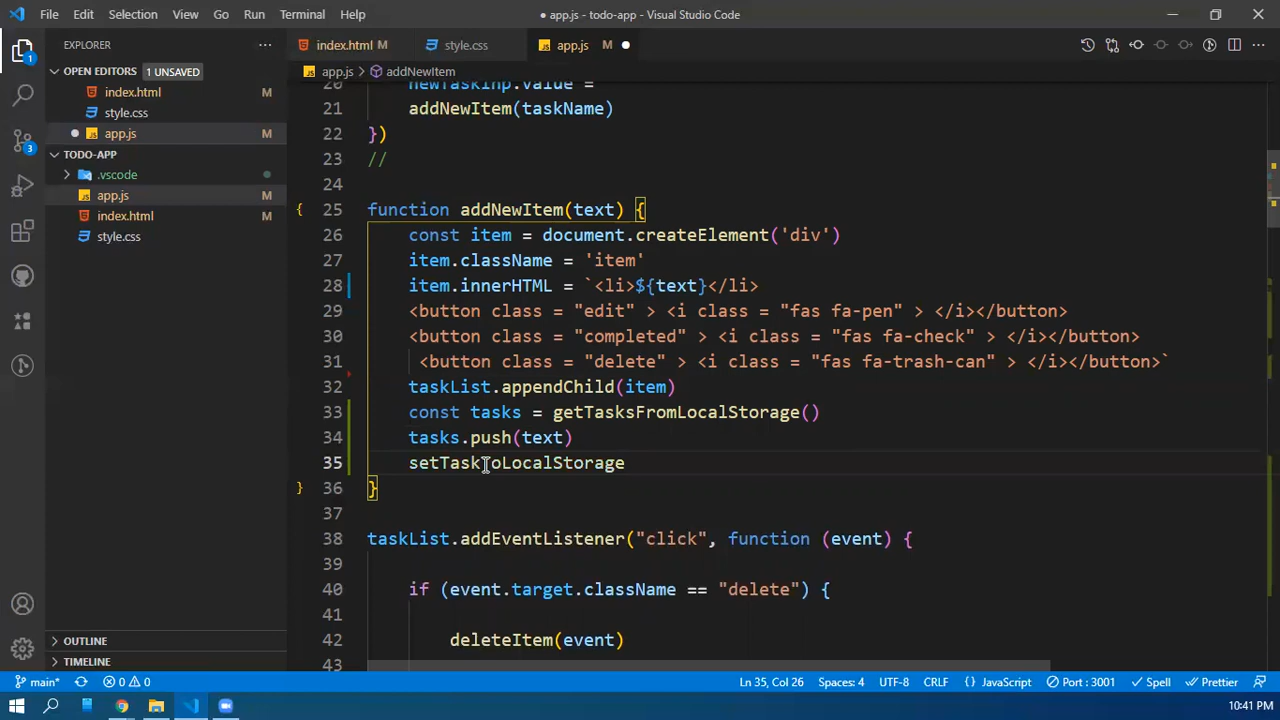 File Edit Selection View Go Run Terminal Help
● app.js - todo-app - Visual Studio Code
EXPLORER ...
OPEN EDITORS 1 UNSAVED
index.html M
style.css
● app.js M
TODO-APP
.vscode
app.js M
index.html M
style.css
OUTLINE
TIMELINE
1
3
index.html M
style.css
app.js M ●
app.js > addNewItem
20 newTaskInp.value =
21 addNewItem(taskName)
22 })
23 //
24
25 function addNewItem(text) {
26 const item = document.createElement('div')
27 item.className = 'item'
28 item.innerHTML = `<li>${text}</li>
29 <button class = "edit" > <i class = "fas fa-pen" > </i></button>
30 <button class = "completed" > <i class = "fas fa-check" > </i></button>
31 <button class = "delete" > <i class = "fas fa-trash-can" > </i></button>`
32 taskList.appendChild(item)
33 const tasks = getTasksFromLocalStorage()
34 tasks.push(text)
35 setTaskToLocalStorage
36 }
37
38 taskList.addEventListener("click", function (event) {
39
40 if (event.target.className == "delete") {
41
42 deleteItem(event)
43
main* 0 0 Ln 35, Col 26 Spaces: 4 UTF-8 CRLF {} JavaScript Port : 3001 Spell Prettier
10:41 PM